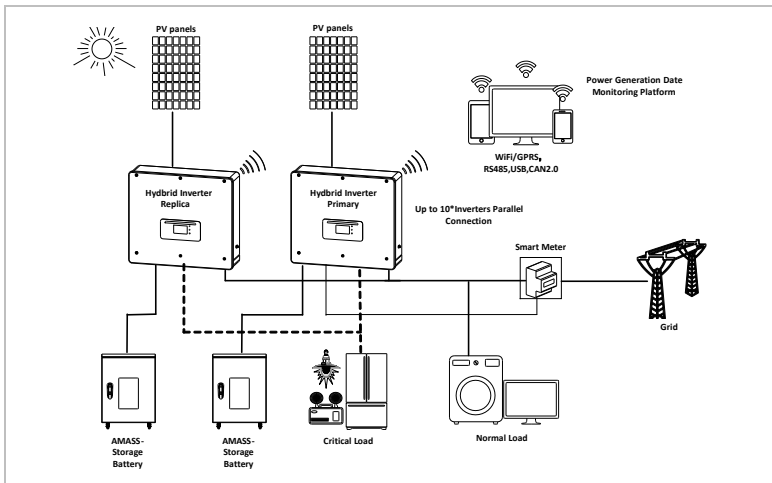 PV panels
PV panels
Power Generation Date
Monitoring Platform
WiFi/GPRS,
RS485,USB,CAN2.0
Hydbrid Inverter
Replica
Hydbrid Inverter
Primary
Up to 10*Inverters Parallel
Connection
Smart Meter
Grid
AMASS-
Storage
Battery
AMASS-
Storage
Battery
Critical Load
Normal Load